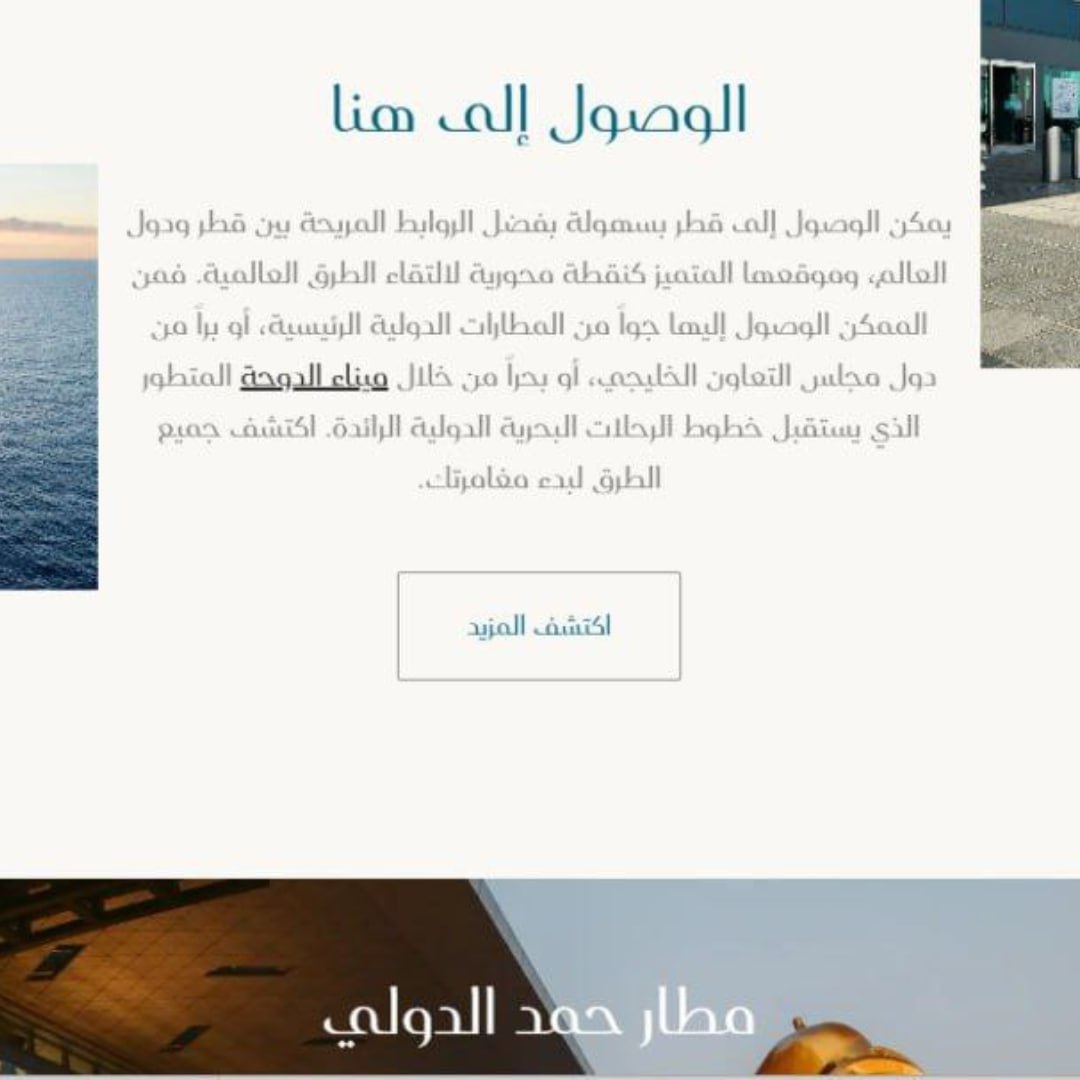 الوصول إلى هنا
يمكن الوصول إلى قطر بسهولة بفضل الروابط المريحة بين قطر ودول
العالم، وموقعها المتميز كنقطة محورية لالتقاء الطرق العالمية. فمن
الممكن الوصول إليها جواً من المطارات الدولية الرئيسية، أو براً من
دول مجلس التعاون الخليجي، أو بحراً من خلال ميناء الدوحة المتطور
الذي يستقبل خطوط الرحلات البحرية الدولية الرائدة. اكتشف جميع
الطرق لبدء مغامرتك.
اكتشف المزيد
مطار حمد الدولي